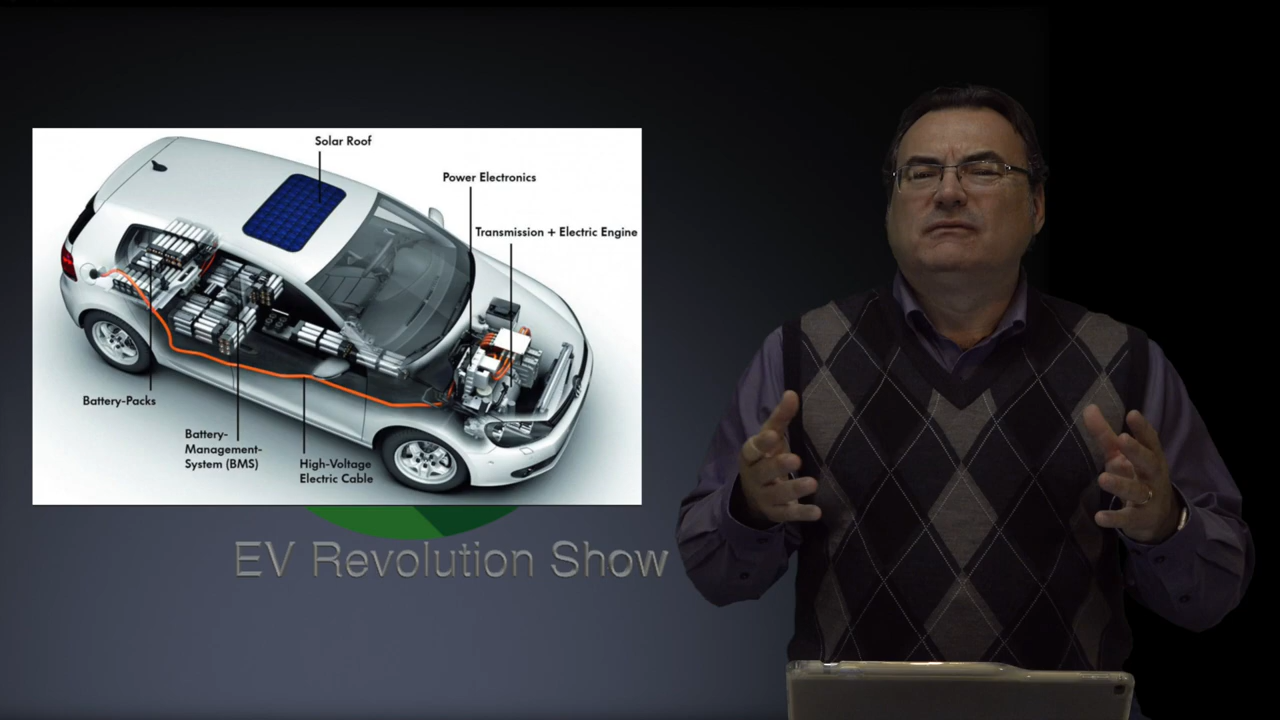 Solar Roof
Power Electronics
Transmission + Electric Engine
Battery-Packs
Battery-
Management-
System (BMS)
High-Voltage
Electric Cable
EV Revolution Show